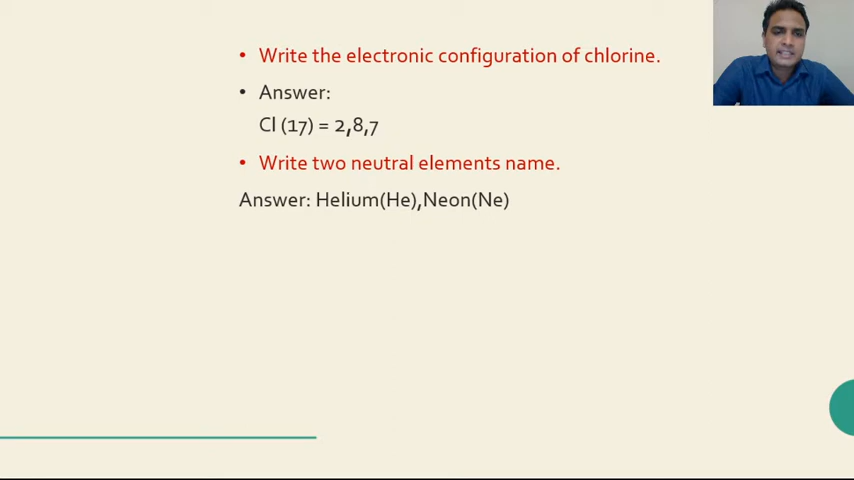 • Write the electronic configuration of chlorine.
• Answer:
Cl (17) = 2,8,7
• Write two neutral elements name.
Answer: Helium(He),Neon(Ne)